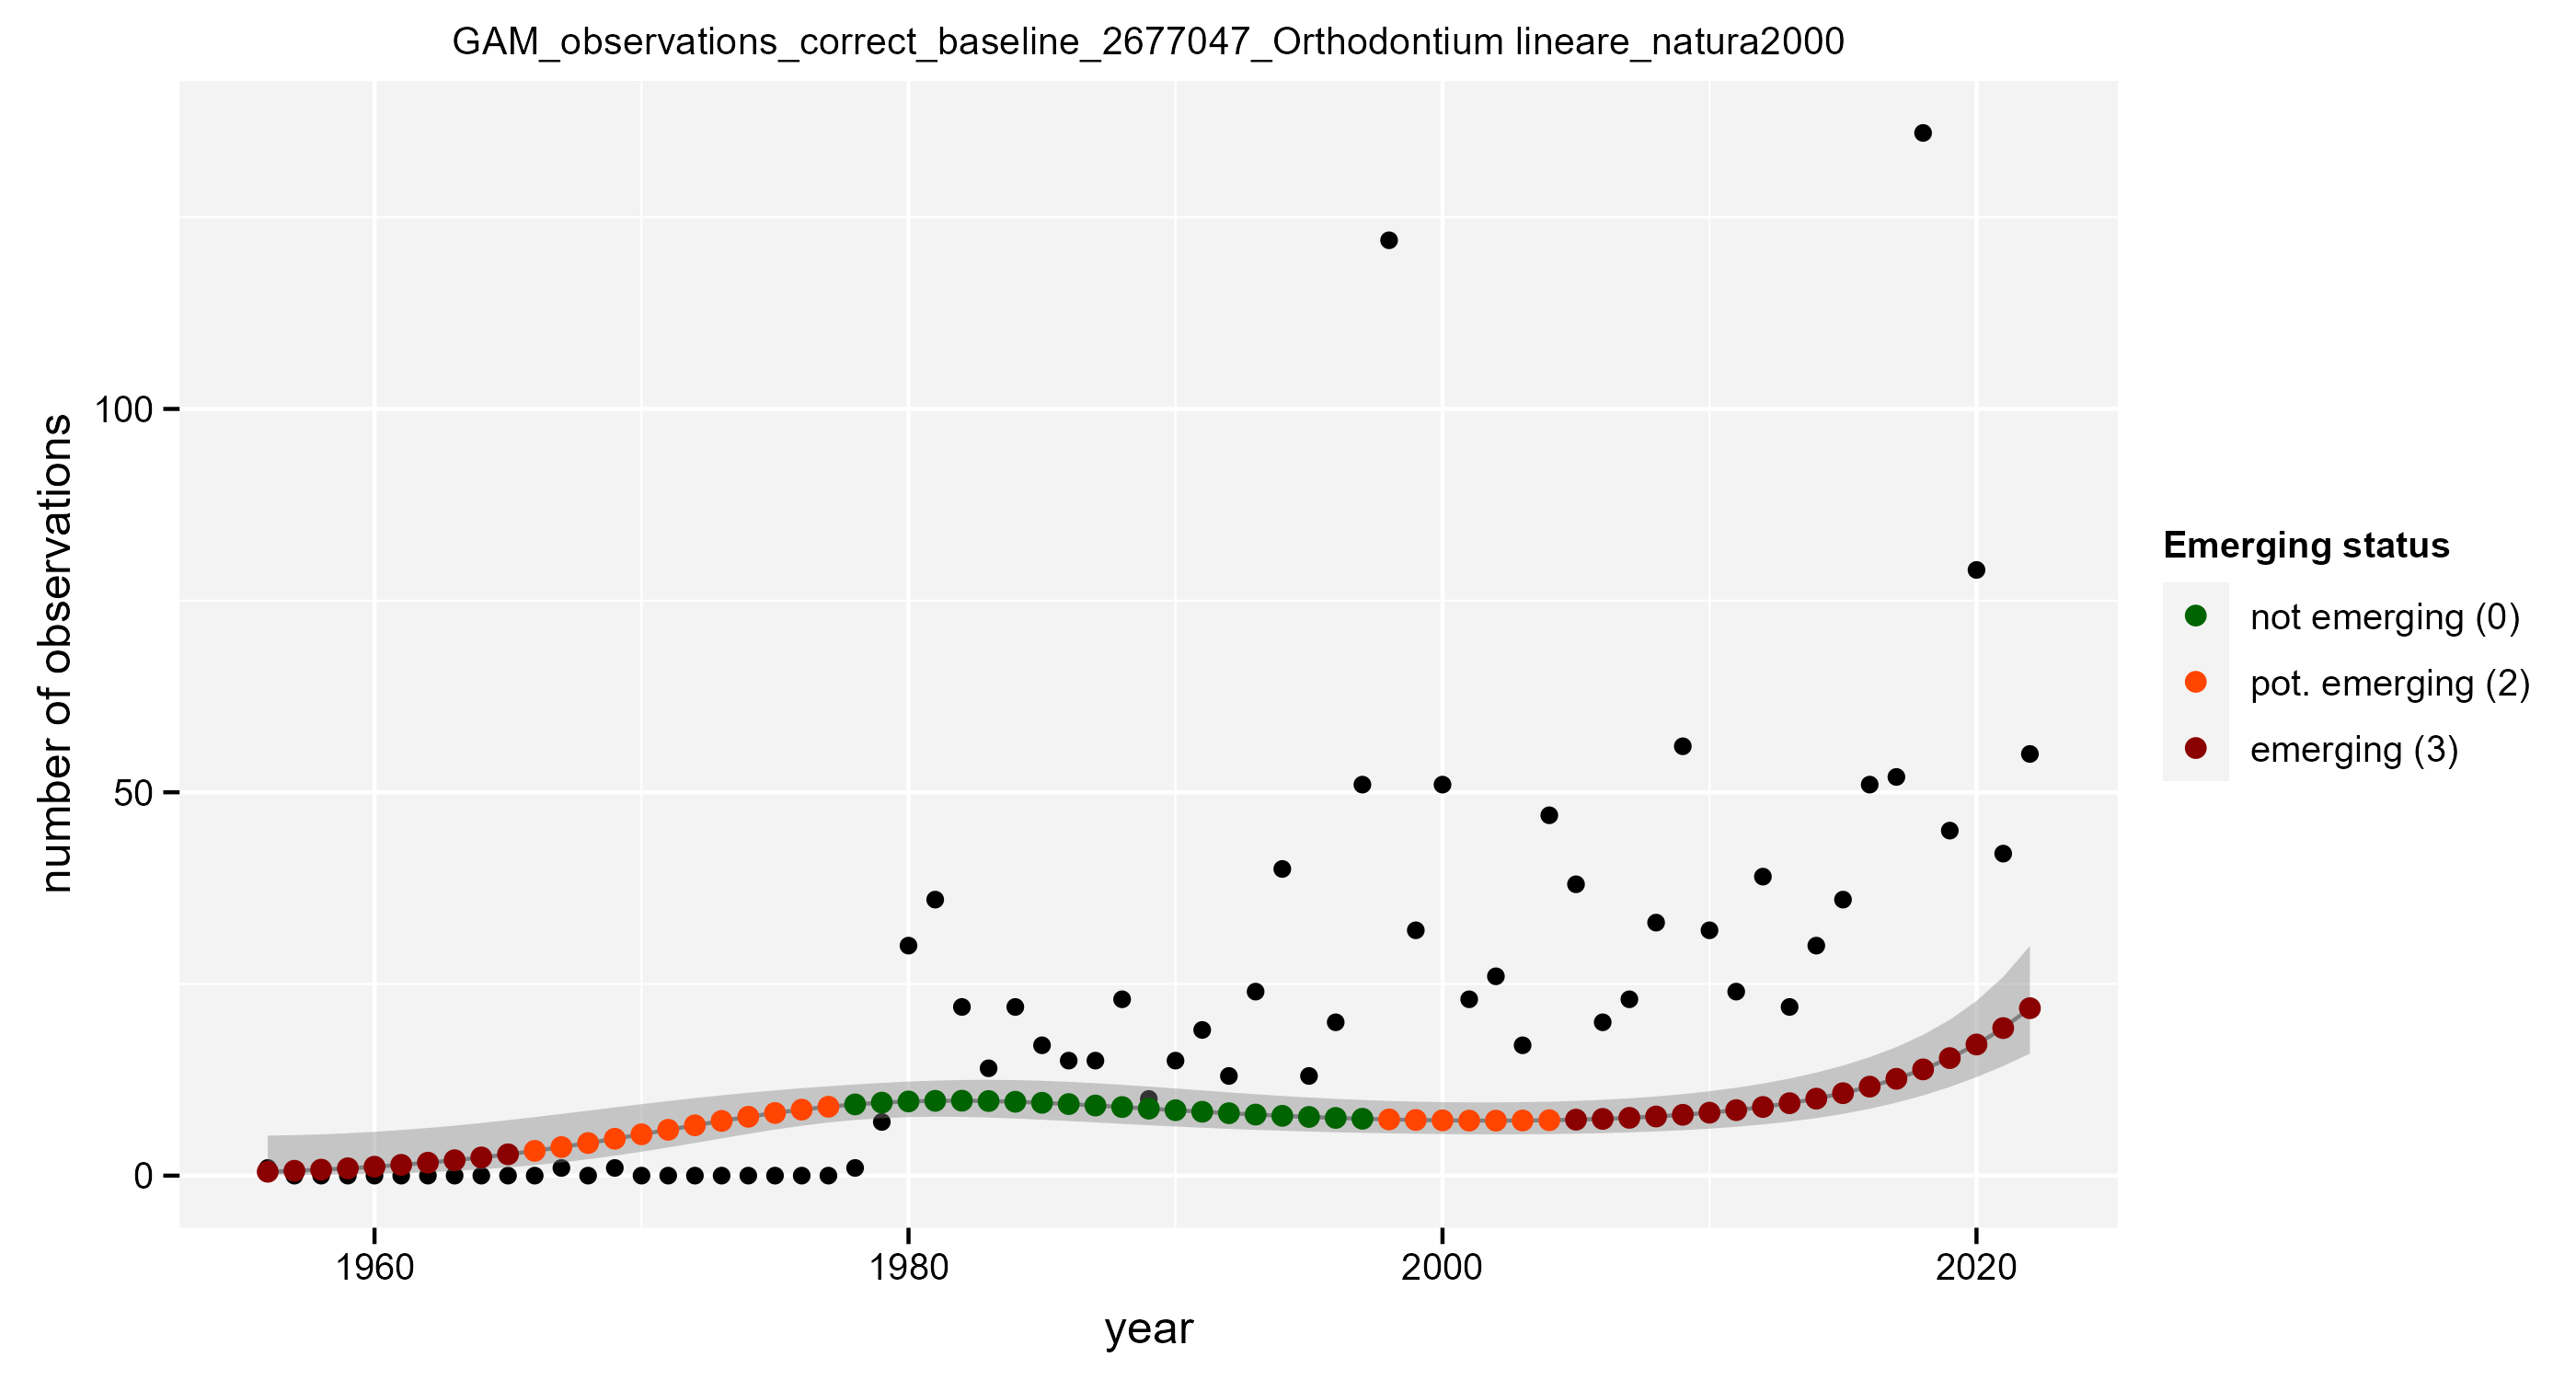 GAM_observations_correct_baseline_2677047_Orthodontium lineare_natura2000
number of observations
100
50
0
1960
1980
2000
2020
year
Emerging status
not emerging (0)
pot. emerging (2)
emerging (3)